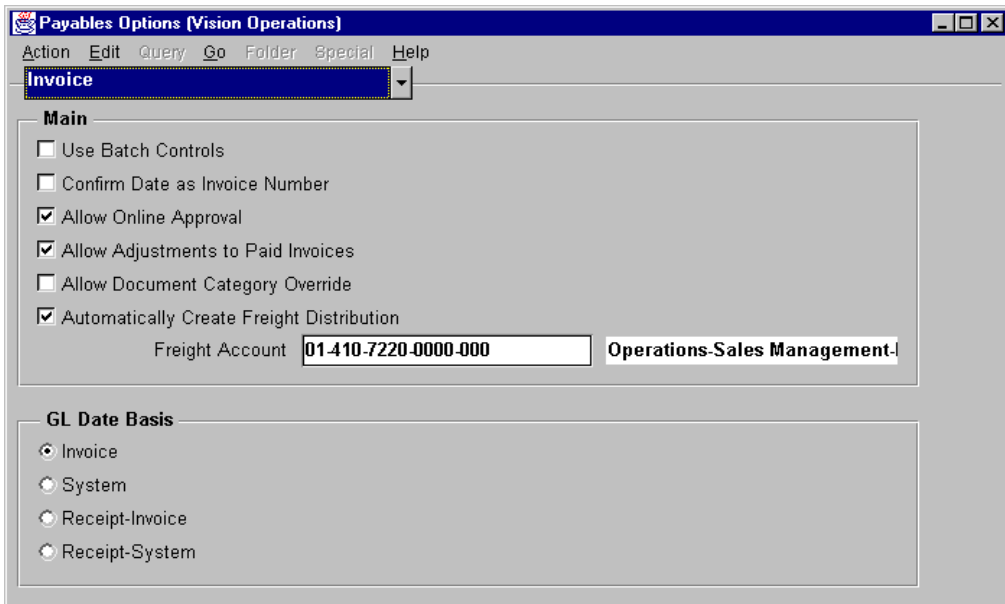 Payables Options (Vision Operations)
Action Edit Query Go Folder Special Help
Invoice
Main
Use Batch Controls
Confirm Date as Invoice Number
Allow Online Approval
Allow Adjustments to Paid Invoices
Allow Document Category Override
Automatically Create Freight Distribution
Freight Account 01-410-7220-0000-000 Operations-Sales Management-
GL Date Basis
Invoice
System
Receipt-Invoice
Receipt-System